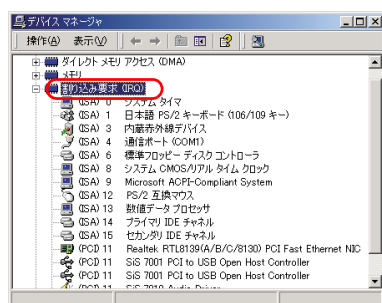 デバイス マネージャ
操作(A) 表示(V)
ダイレクト メモリ アクセス (DMA)
メモリ
割り込み要求 (IRQ)
(ISA) 0 システム タイマ
(ISA) 1 日本語 PS/2 キーボード (106/109 キー)
(ISA) 3 内蔵赤外線デバイス
(ISA) 4 通信ポート (COM1)
(ISA) 6 標準フロッピー ディスク コントローラ
(ISA) 8 システム CMOS/リアル タイム クロック
(ISA) 9 Microsoft ACPI-Compliant System
(ISA) 12 PS/2 互換マウス
(ISA) 13 数値データ プロセッサ
(ISA) 14 プライマリ IDE チャネル
(ISA) 15 セカンダリ IDE チャネル
(PCI) 11 Realtek RTL8139(A/B/C/8130) PCI Fast Ethernet NIC
(PCI) 11 SiS 7001 PCI to USB Open Host Controller
(PCI) 11 SiS 7001 PCI to USB Open Host Controller
(PCI) 11 SiS 7018 Audio Driver